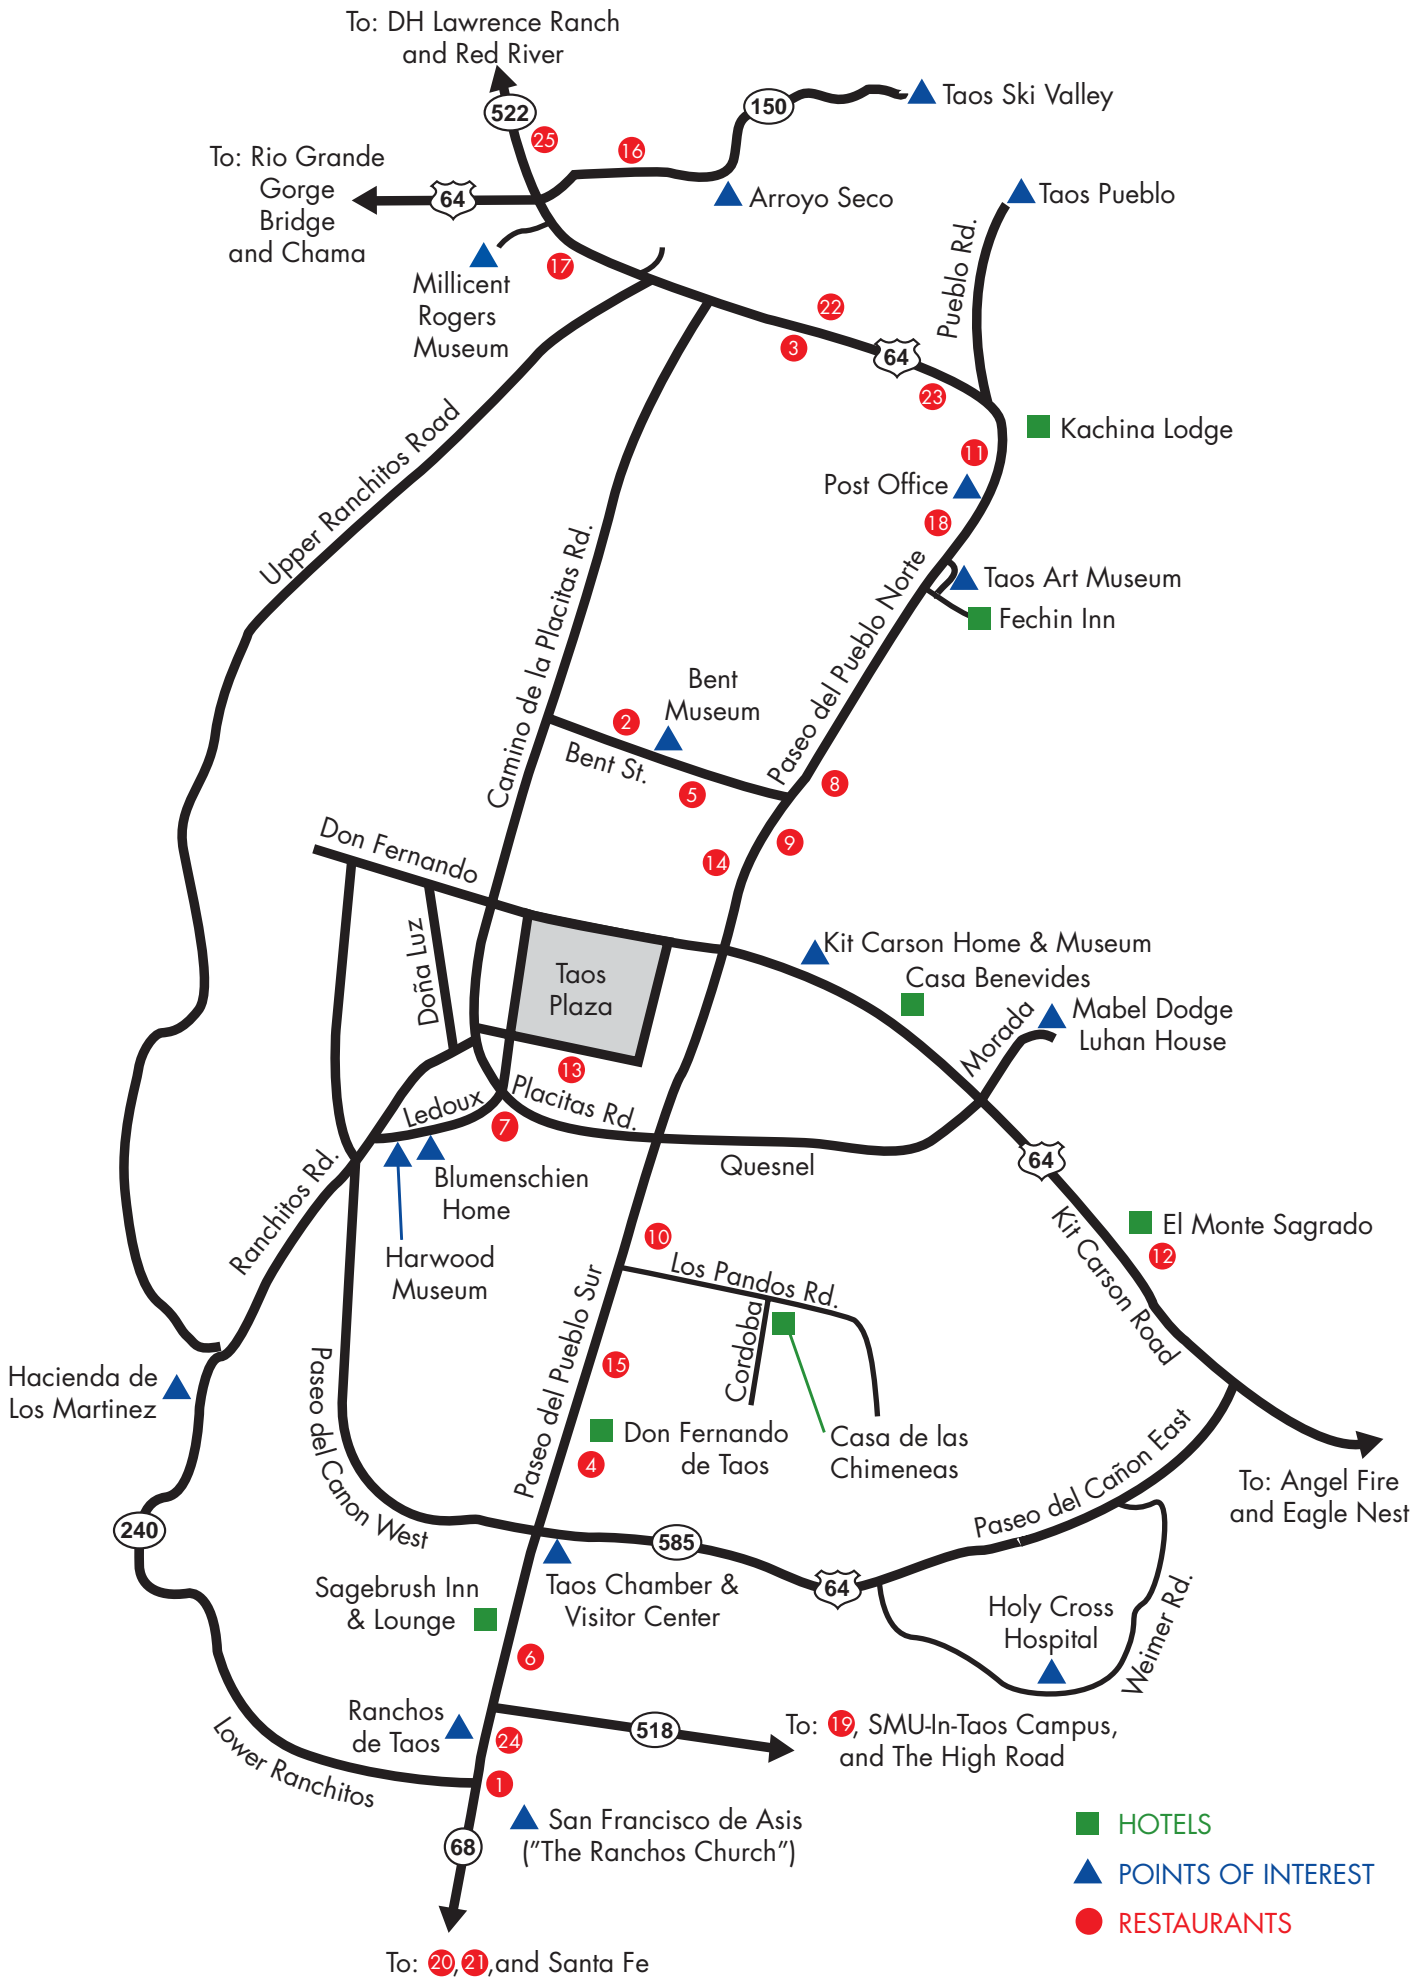 To: DH Lawrence Ranch
and Red River
522
150
Taos Ski Valley
25
16
To: Rio Grande
Gorge
Bridge
and Chama
64
Arroyo Seco
Taos Pueblo
Pueblo Rd.
Millicent
Rogers
Museum
17
22
3
64
23
Kachina Lodge
11
Upper Ranchitos Road
Post Office
18
Camino de la Placitas Rd.
Paseo del Pueblo Norte
Taos Art Museum
Fechin Inn
Bent
Museum
2
Bent St.
5
8
9
14
Don Fernando
Doña Luz
Taos
Plaza
Kit Carson Home & Museum
Casa Benevides
Morada
Mabel Dodge
Luhan House
13
Placitas Rd.
Ledoux
7
Quesnel
64
Ranchitos Rd.
Blumenschien
Home
Harwood
Museum
10
Los Pandos Rd.
Cordoba
Kit Carson Road
El Monte Sagrado
12
Paseo del Pueblo Sur
15
Hacienda de
Los Martinez
Paseo del Canon West
Don Fernando
de Taos
4
Casa de las
Chimeneas
Paseo del Cañon East
To: Angel Fire
and Eagle Nest
240
585
64
Sagebrush Inn
& Lounge
Taos Chamber &
Visitor Center
Holy Cross
Hospital
Weimer Rd.
6
Ranchos
de Taos
24
518
To: 19, SMU-In-Taos Campus,
and The High Road
Lower Ranchitos
1
San Francisco de Asis
("The Ranchos Church")
68
HOTELS
POINTS OF INTEREST
RESTAURANTS
To: 20, 21, and Santa Fe